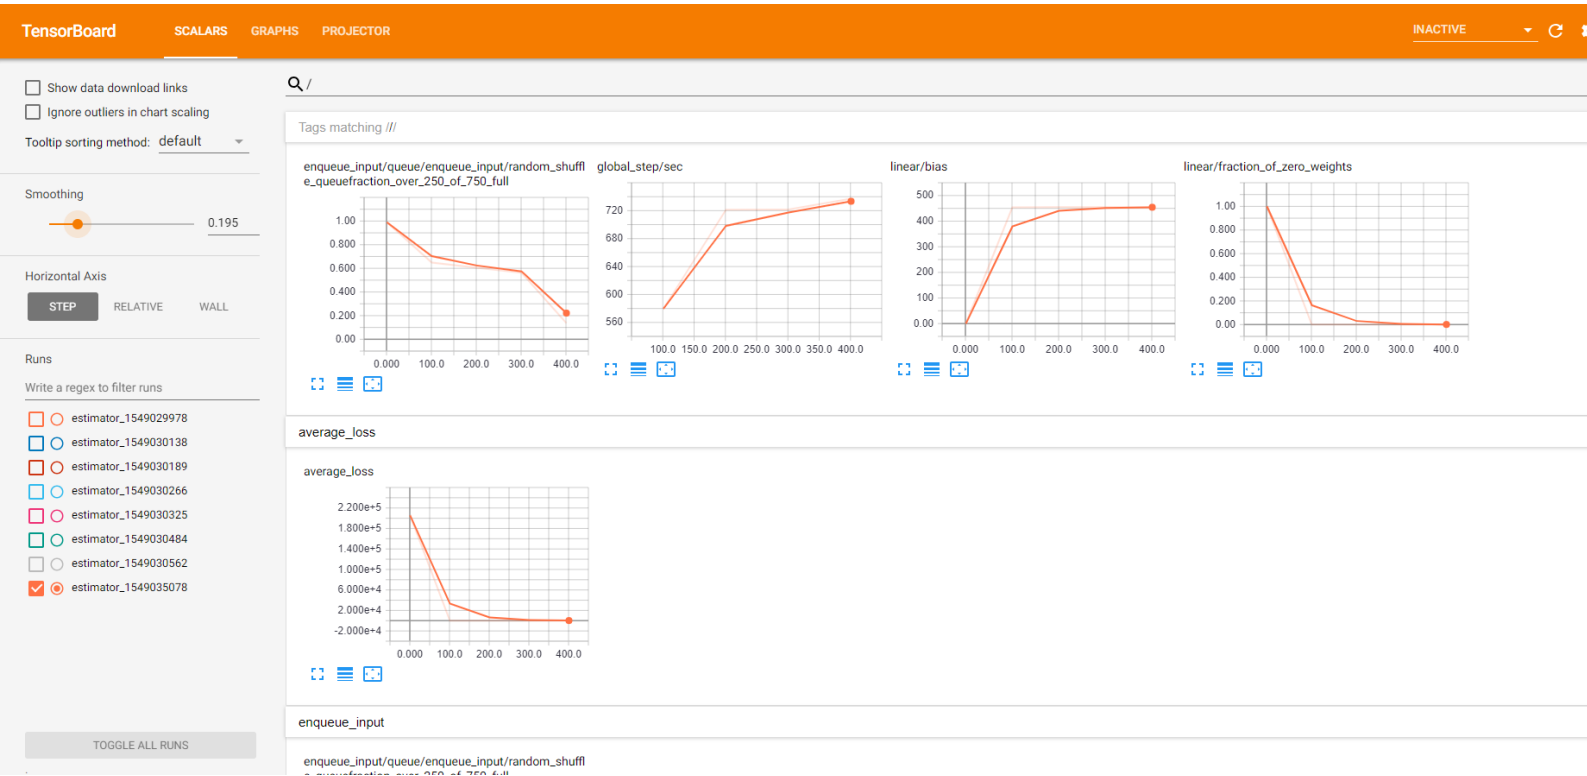 TensorBoard SCALARS GRAPHS PROJECTOR INACTIVE
Show data download links
Ignore outliers in chart scaling
Tooltip sorting method: default
Smoothing
0.195
Horizontal Axis
STEP RELATIVE WALL
Runs
Write a regex to filter runs
estimator_1549029978
estimator_1549030138
estimator_1549030189
estimator_1549030266
estimator_1549030325
estimator_1549030484
estimator_1549030562
estimator_1549035078
TOGGLE ALL RUNS
/
Tags matching ///
enqueue_input/queue/enqueue_input/random_shuffl
e_queuefraction_over_250_of_750_full
1.00
0.800
0.600
0.400
0.200
0.00
0.000 100.0 200.0 300.0 400.0
global_step/sec
720
680
640
600
560
100.0 150.0 200.0 250.0 300.0 350.0 400.0
linear/bias
500
400
300
200
100
0.00
0.000 100.0 200.0 300.0 400.0
linear/fraction_of_zero_weights
1.00
0.800
0.600
0.400
0.200
0.00
0.000 100.0 200.0 300.0 400.0
average_loss
average_loss
2.200e+5
1.800e+5
1.400e+5
1.000e+5
6.000e+4
2.000e+4
-2.000e+4
0.000 100.0 200.0 300.0 400.0
enqueue_input
enqueue_input/queue/enqueue_input/random_shuffl
e_queuefraction_over_250_of_750_full